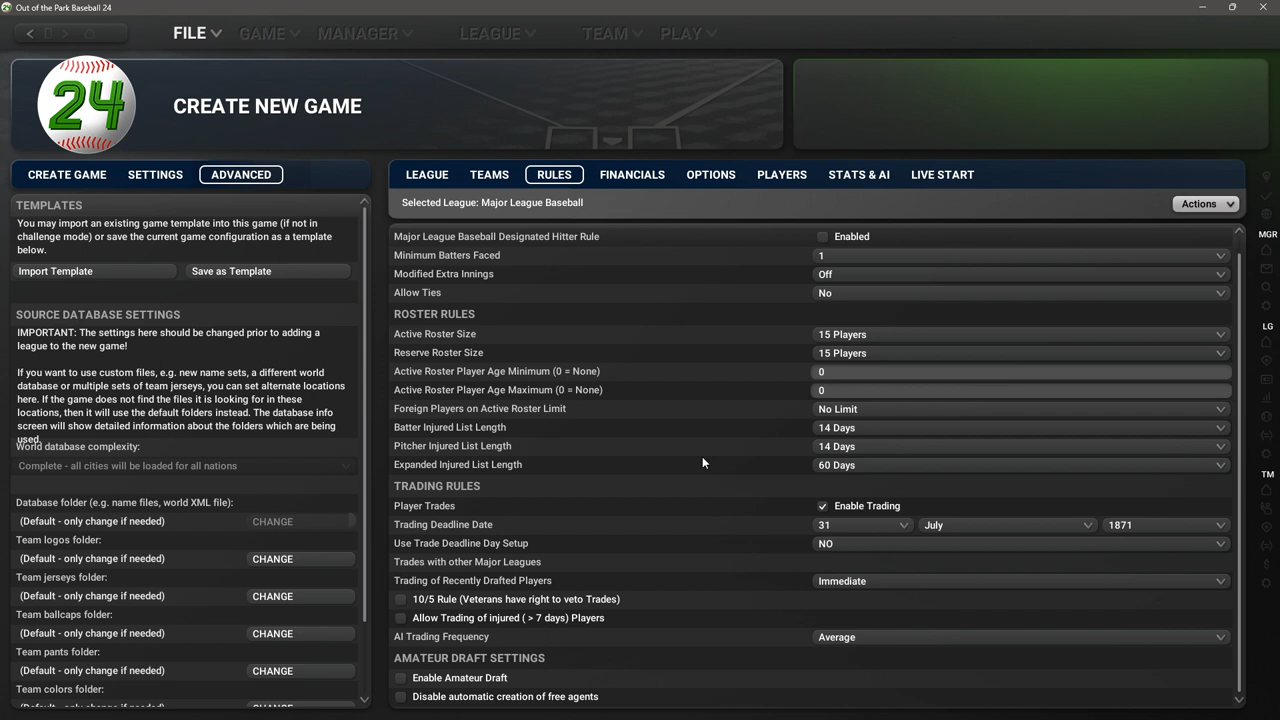 Out of the Park Baseball 24
FILE GAME MANAGER LEAGUE TEAM PLAY
24
CREATE NEW GAME
CREATE GAME SETTINGS ADVANCED
LEAGUE TEAMS RULES FINANCIALS OPTIONS PLAYERS STATS & AI LIVE START
Selected League: Major League Baseball
Actions
TEMPLATES
You may import an existing game template into this game (if not in
challenge mode) or save the current game configuration as a template
below.
Import Template Save as Template
SOURCE DATABASE SETTINGS
IMPORTANT: The settings here should be changed prior to adding a
league to the new game!
If you want to use custom files, e.g. new name sets, a different world
database or multiple sets of team jerseys, you can set alternate locations
here. If the game does not find the files it is looking for in these
locations, then it will use the default folders instead. The database info
screen will show detailed information about the folders which are being
used.
World database complexity:
Complete - all cities will be loaded for all nations
Database folder (e.g. name files, world XML file):
(Default - only change if needed) CHANGE
Team logos folder:
(Default - only change if needed) CHANGE
Team jerseys folder:
(Default - only change if needed) CHANGE
Team ballcaps folder:
(Default - only change if needed) CHANGE
Team pants folder:
(Default - only change if needed) CHANGE
Team colors folder:
Major League Baseball Designated Hitter Rule Enabled
Minimum Batters Faced 1
Modified Extra Innings Off
Allow Ties No
ROSTER RULES
Active Roster Size 15 Players
Reserve Roster Size 15 Players
Active Roster Player Age Minimum (0 = None) 0
Active Roster Player Age Maximum (0 = None) 0
Foreign Players on Active Roster Limit No Limit
Batter Injured List Length 14 Days
Pitcher Injured List Length 14 Days
Expanded Injured List Length 60 Days
TRADING RULES
Player Trades Enable Trading
Trading Deadline Date 31 July 1871
Use Trade Deadline Day Setup NO
Trades with other Major Leagues
Trading of Recently Drafted Players Immediate
10/5 Rule (Veterans have right to veto Trades)
Allow Trading of injured ( > 7 days) Players
AI Trading Frequency Average
AMATEUR DRAFT SETTINGS
Enable Amateur Draft
Disable automatic creation of free agents
MGR
LG
TM